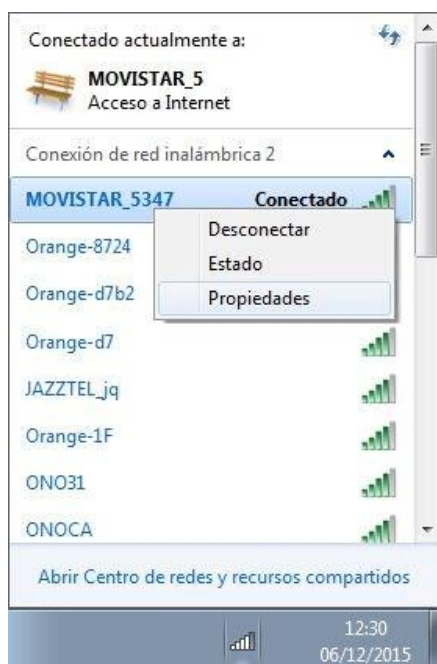 Conectado actualmente a:
MOVISTAR_5
Acceso a Internet
Conexión de red inalámbrica 2
MOVISTAR_5347 Conectado
Desconectar
Estado
Propiedades
Orange-8724
Orange-d7b2
Orange-d7
JAZZTEL_jq
Orange-1F
ONO31
ONOCA
Abrir Centro de redes y recursos compartidos
12:30
06/12/2015